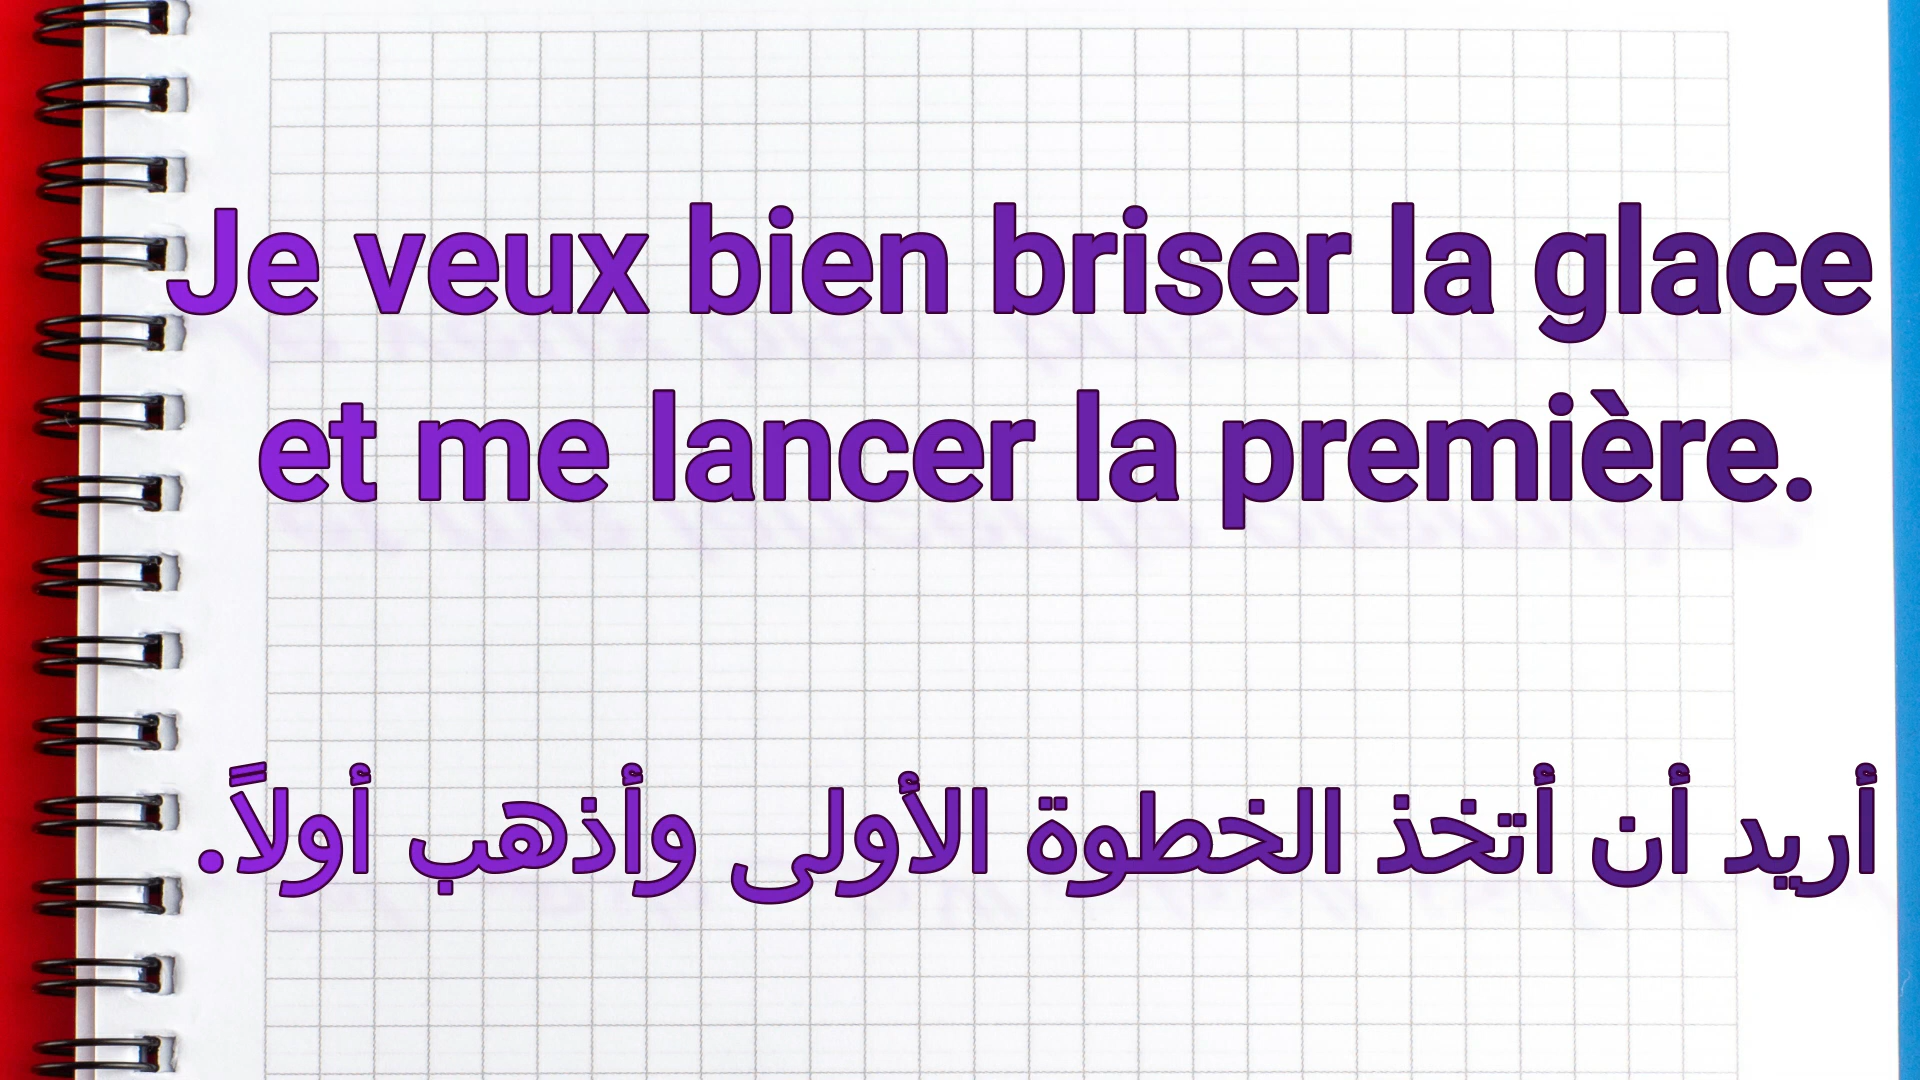 Je veux bien briser la glace
et me lancer la première.
أريد أن أتخذ الخطوة الأولى وأذهب أولاً.